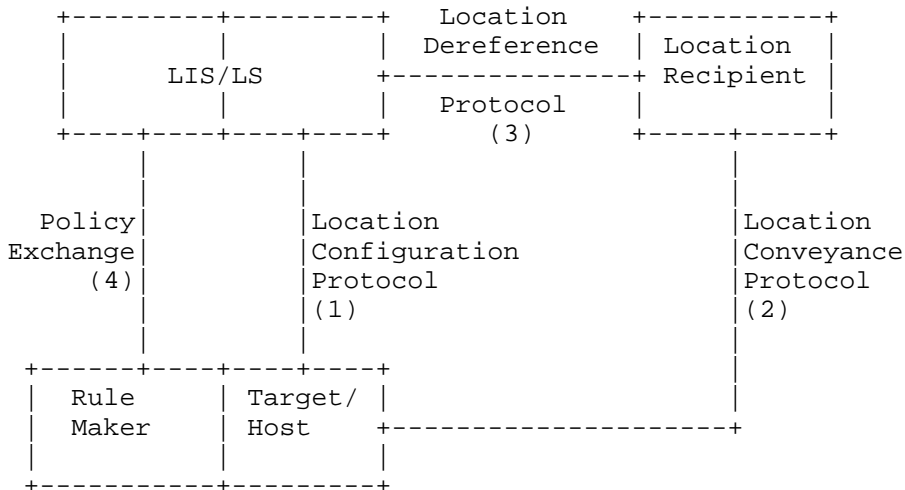 Location
Dereference
Location
LIS/LS
Recipient
Protocol
(3)
Policy
Exchange
(4)
Location
Configuration
Protocol
(1)
Location
Conveyance
Protocol
(2)
Rule
Maker
Target/
Host